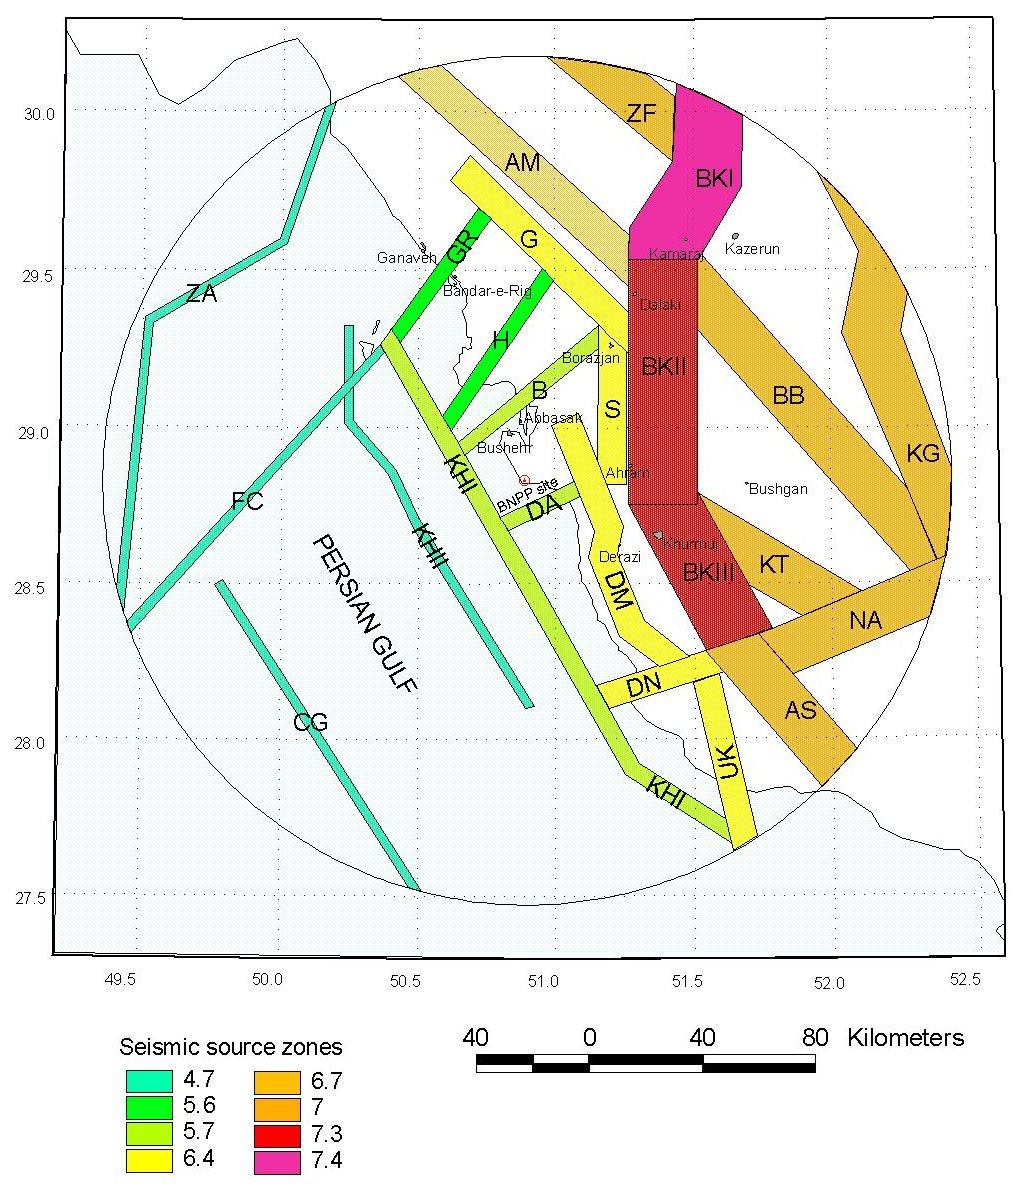 30.0
ZF
AM
BKI
G
GR
Kazerun
Ganaveh
Kamaraj
29.5
Bandar-e-Rig
ZA
Dalaki
H
Borazjan
BKII
B
BB
S
Abbasak
29.0
Bushehr
KG
KHI
Ahram
BNPP site
Bushgan
FC
DA
KHII
Khurmuj
Derazi
KT
BKIII
28.5
DM
PERSIAN GULF
NA
DN
AS
CG
28.0
UK
KHI
27.5
49.5 50.0 50.5 51.0 51.5 52.0 52.5
40 0 40 80 Kilometers
Seismic source zones
4.7 6.7
5.6 7
5.7 7.3
6.4 7.4